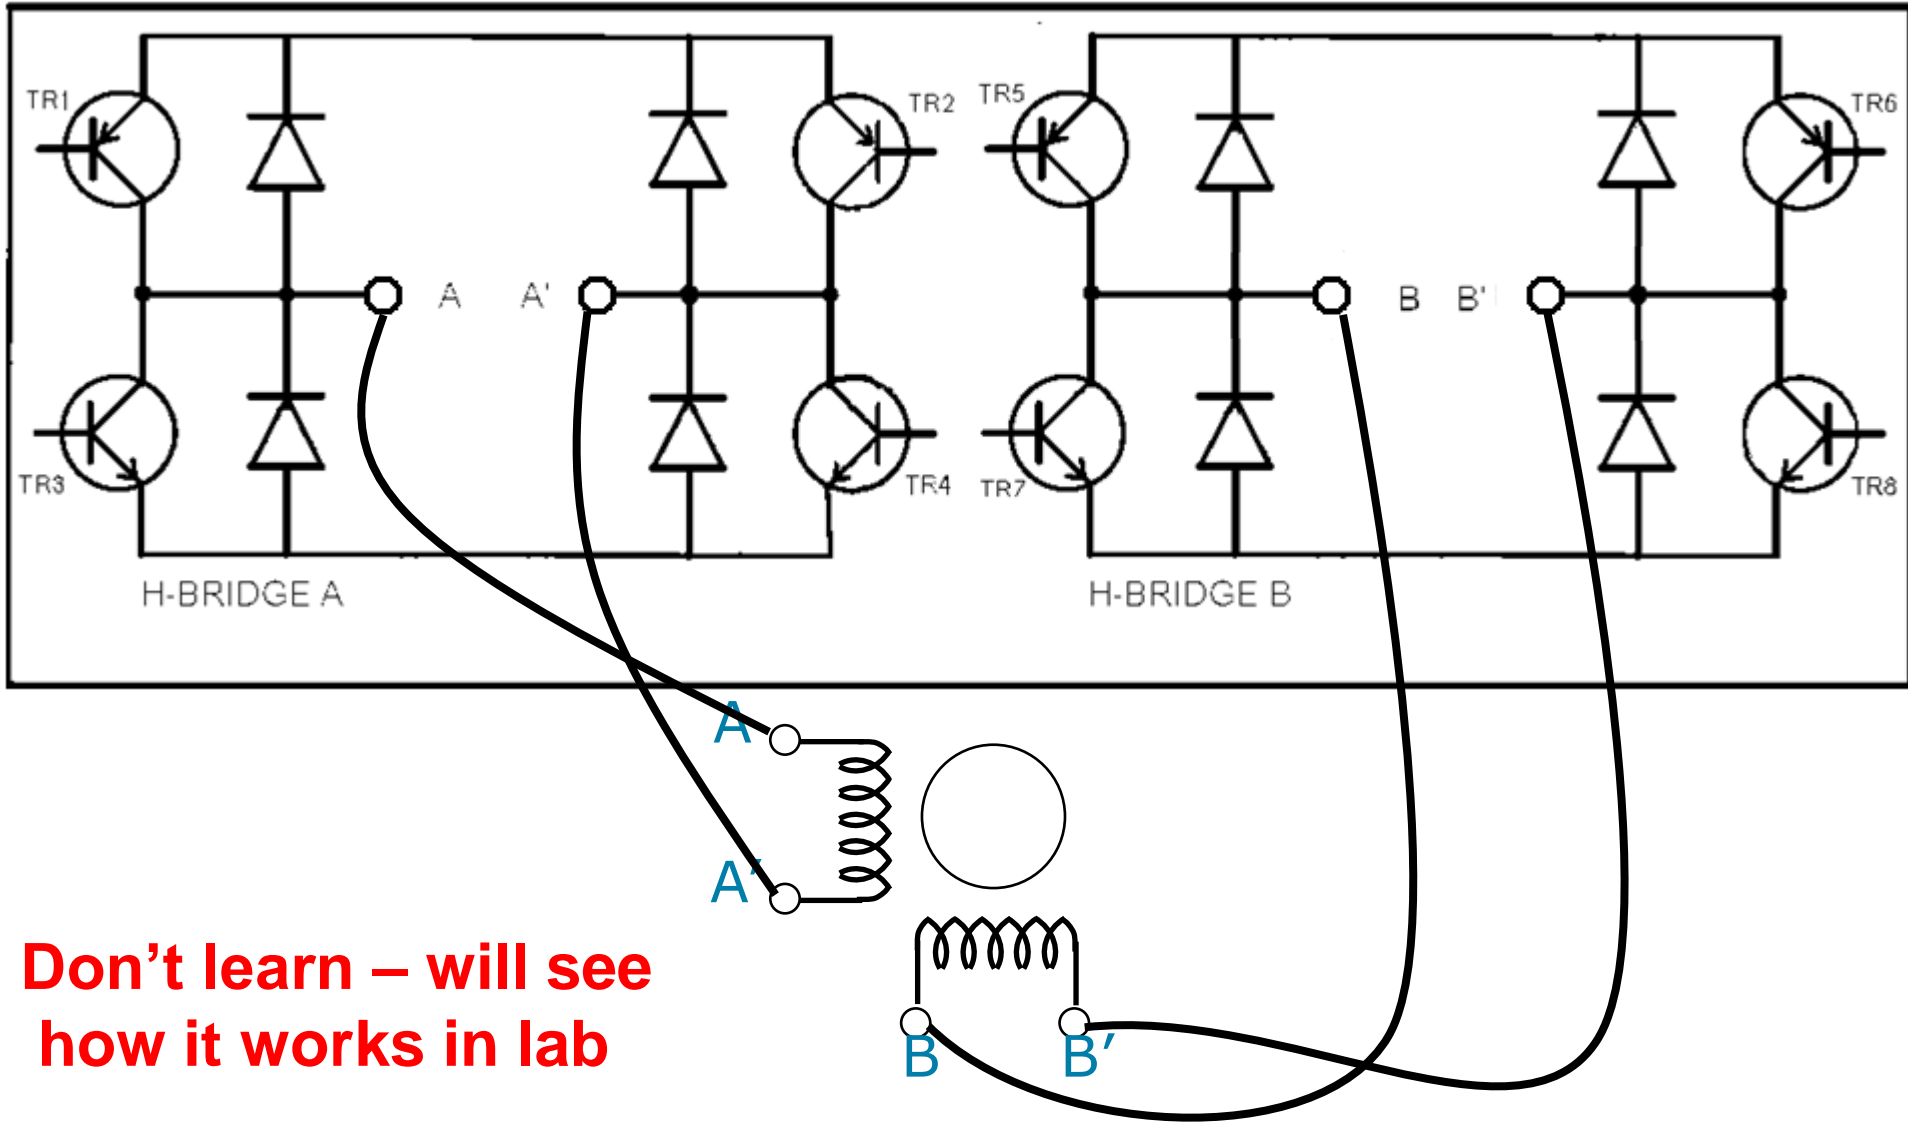 TR1
TR2
TR5
TR6
A
A'
B
B'
TR3
TR4
TR7
TR8
H-BRIDGE A
H-BRIDGE B
A
A′
B
B′
Don’t learn – will see
how it works in lab